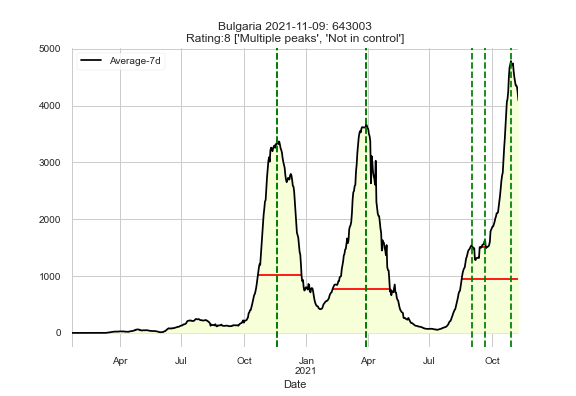 Bulgaria 2021-11-09: 643003
Rating:8 ['Multiple peaks', 'Not in control']
Average-7d
5000
4000
3000
2000
1000
0
Apr Jul Oct Jan Apr Jul Oct
2021
Date